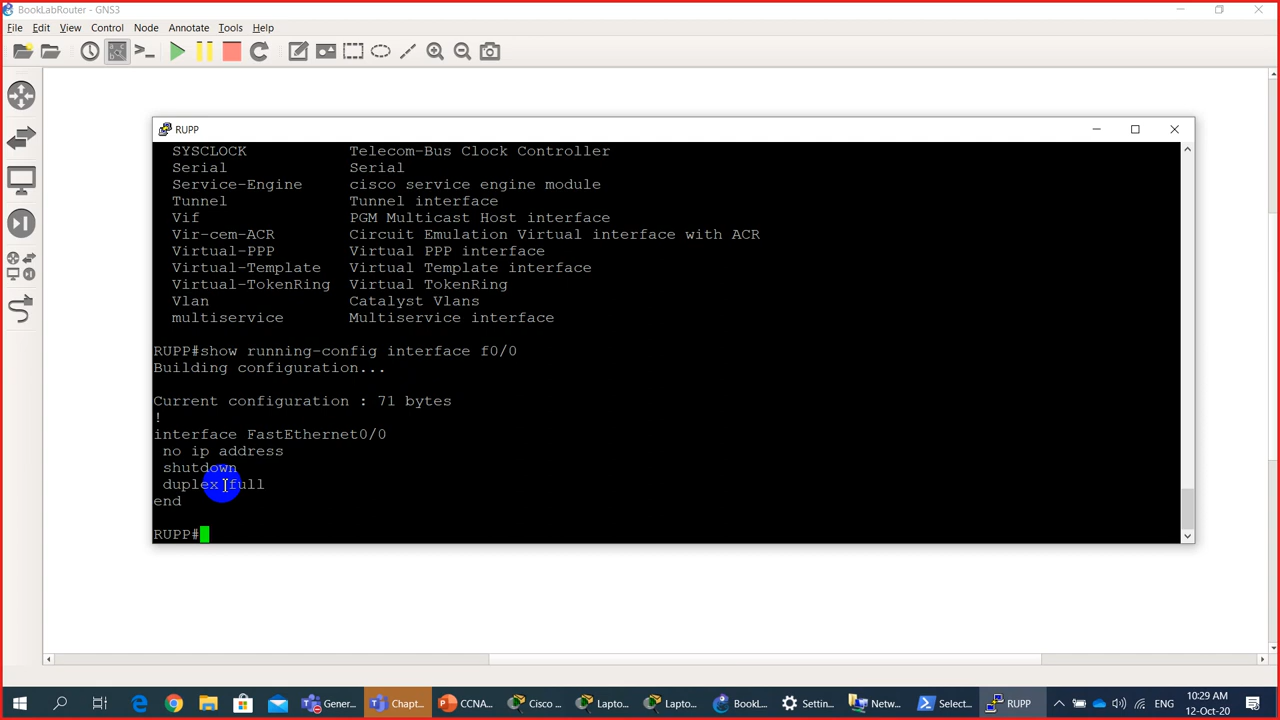 BookLabRouter - GNS3
File Edit View Control Node Annotate Tools Help
RUPP
SYSCLOCK Telecom-Bus Clock Controller
Serial Serial
Service-Engine cisco service engine module
Tunnel Tunnel interface
Vif PGM Multicast Host interface
Vir-cem-ACR Circuit Emulation Virtual interface with ACR
Virtual-PPP Virtual PPP interface
Virtual-Template Virtual Template interface
Virtual-TokenRing Virtual TokenRing
Vlan Catalyst Vlans
multiservice Multiservice interface
RUPP#show running-config interface f0/0
Building configuration...
Current configuration : 71 bytes
!
interface FastEthernet0/0
no ip address
shutdown
duplex full
end
RUPP#
Gener... Chapt... CCNA... Cisco ... Lapto... Lapto... BookL... Settin... Netw... Select... RUPP ENG
10:29 AM
12-Oct-20